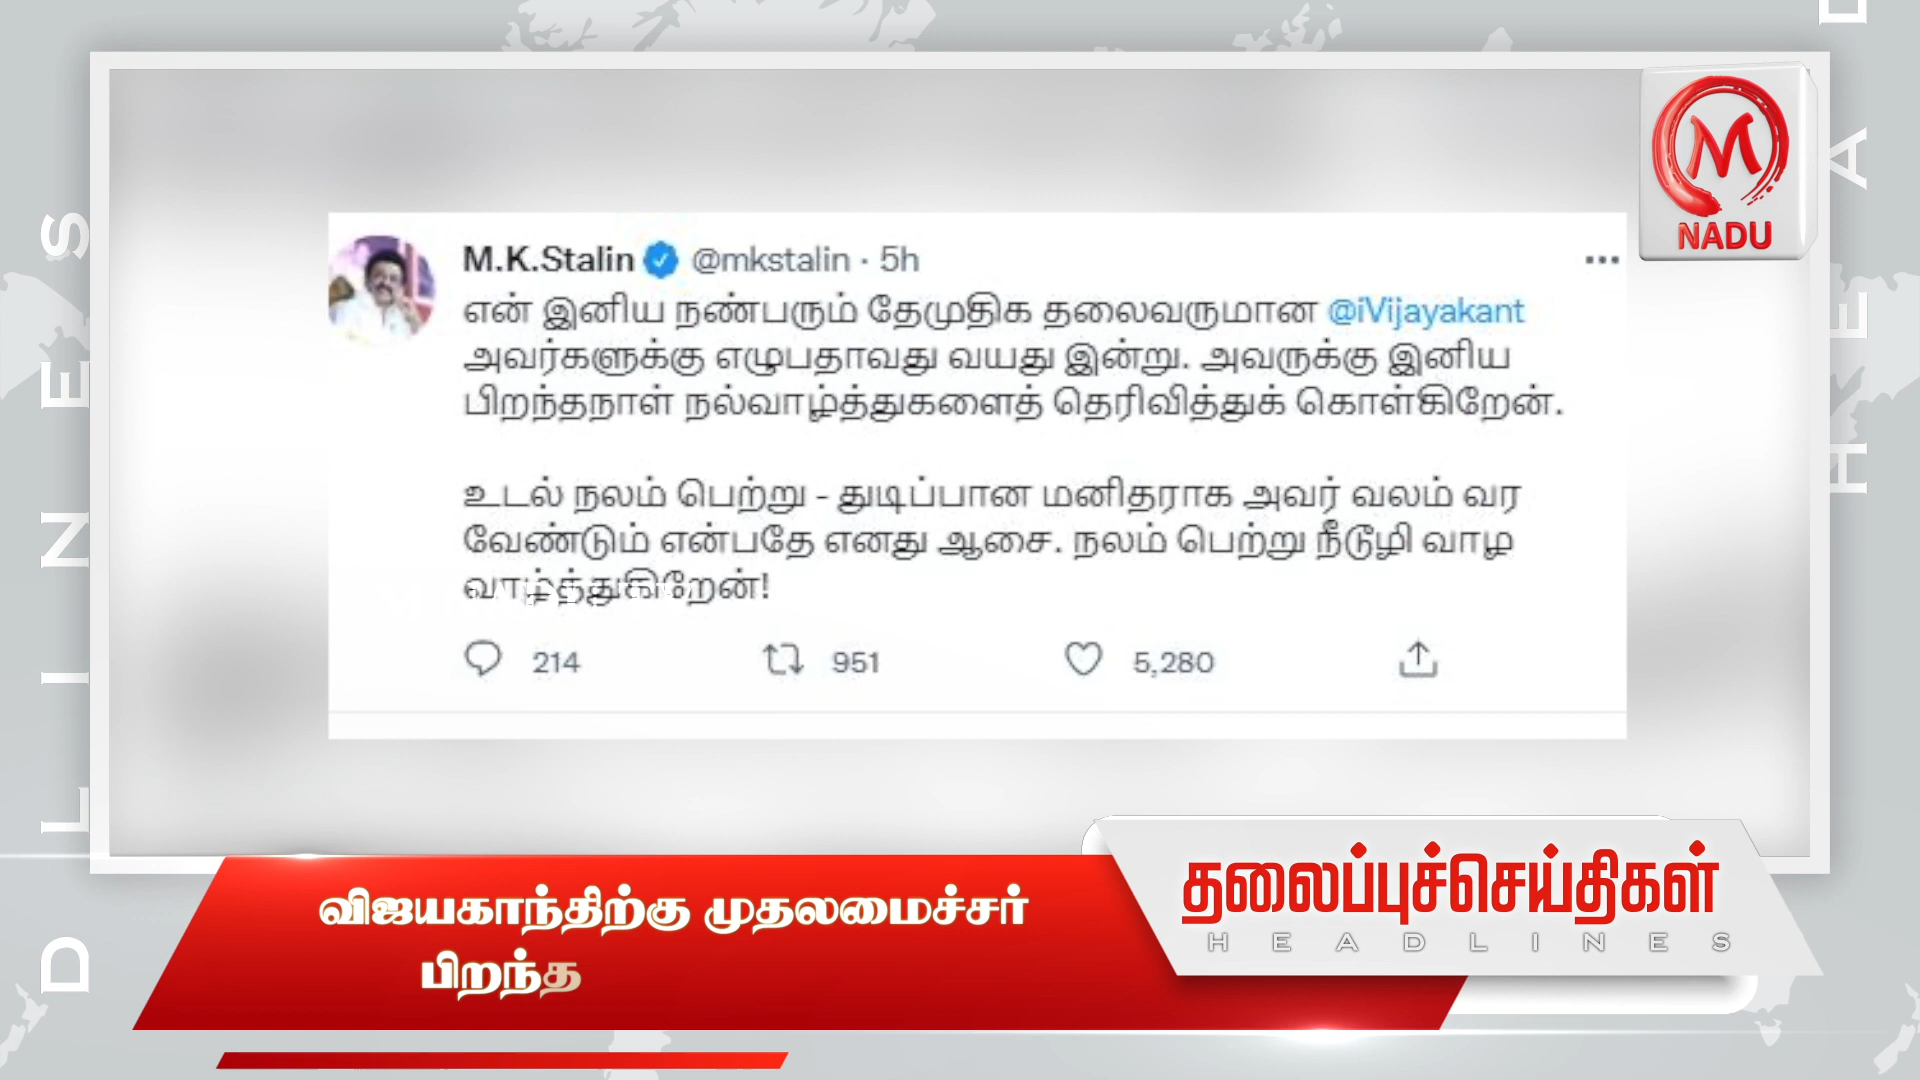 M.K.Stalin @mkstalin · 5h
என் இனிய நண்பரும் தேமுதிக தலைவருமான @iVijayakant
அவர்களுக்கு எழுபதாவது வயது இன்று. அவருக்கு இனிய
பிறந்தநாள் நல்வாழ்த்துகளைத் தெரிவித்துக் கொள்கிறேன்.
உடல் நலம் பெற்று - துடிப்பான மனிதராக அவர் வலம் வர
வேண்டும் என்பதே எனது ஆசை. நலம் பெற்று நீடூழி வாழ
வாழ்த்துகிறேன்!
214 951 5,280
M
NADU
விஜயகாந்திற்கு முதலமைச்சர்
பிறந்த
தலைப்புச்செய்திகள்
HEADLINES
D L I N E S
H E A D